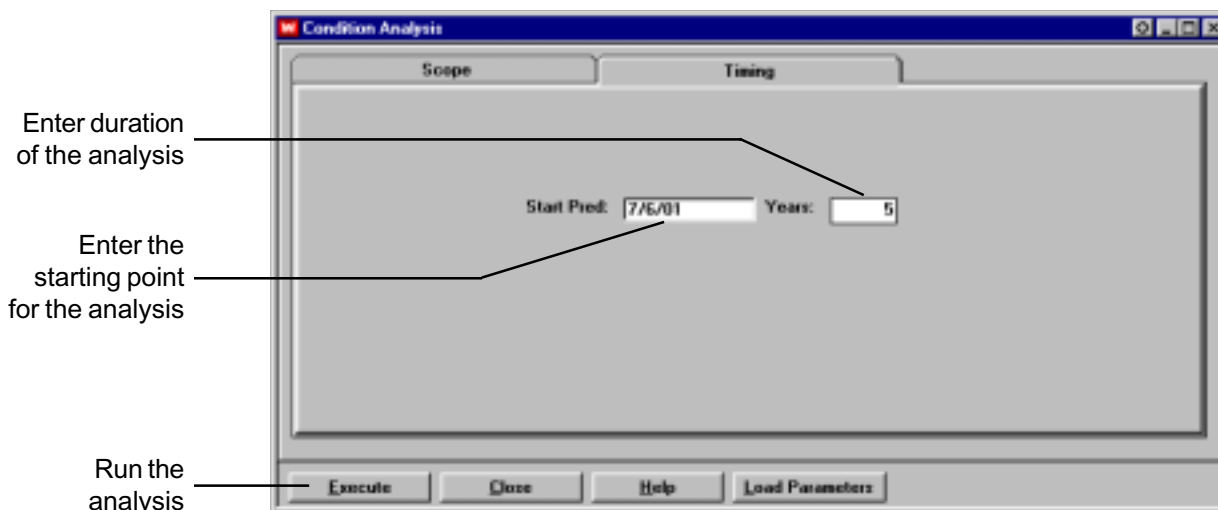 Condition Analysis
Scope
Timing
Enter duration
of the analysis
Start Pred: 7/6/01 Years: 5
Enter the
starting point
for the analysis
Run the
analysis
Execute Close Help Load Parameters